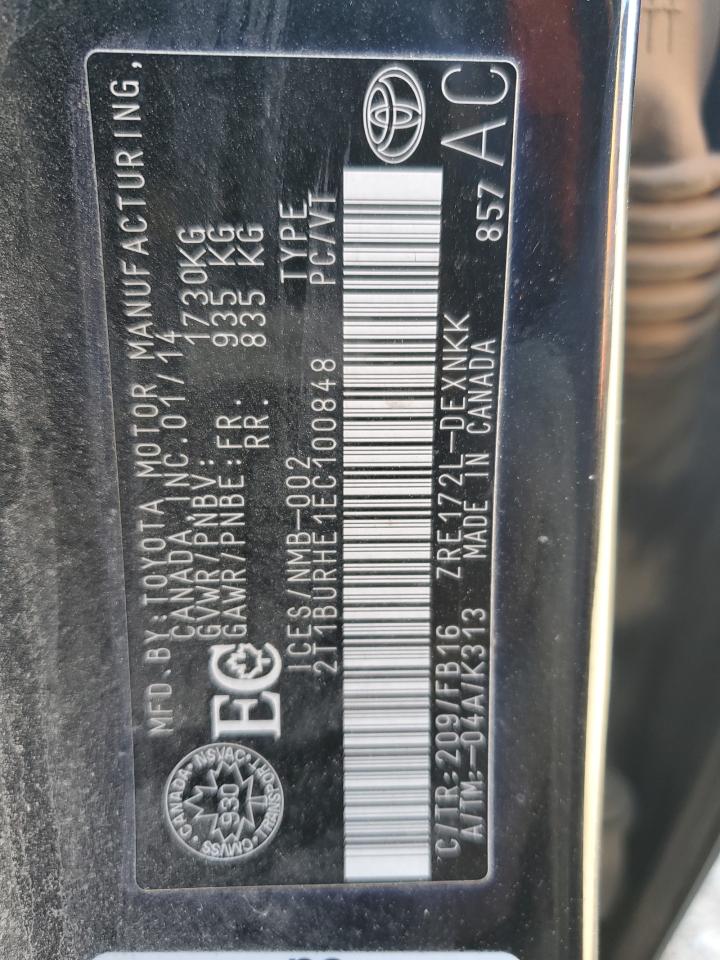 MFD.BY:TOYOTA MOTOR MANUFACTURING,
CANADA INC.01/14
GVWR/PNBV: 1730KG
GAWR/PNBE:FR. 935 KG
RR. 835 KG
CANADA NSVAC TRANSPORT CMVSS
930
EC
ICES/NMB-002 TYPE
2T1BURHE1EC100848 PC/VT
C/TR:209/FB16 ZRE172L-DEXNKK 857
A/TM:-04A/K313 MADE IN CANADA AC